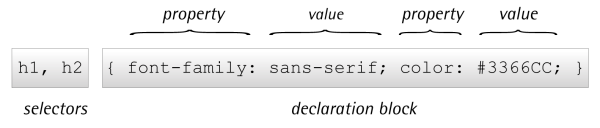 property value property value
h1, h2 { font-family: sans-serif; color: #3366CC; }
selectors declaration block